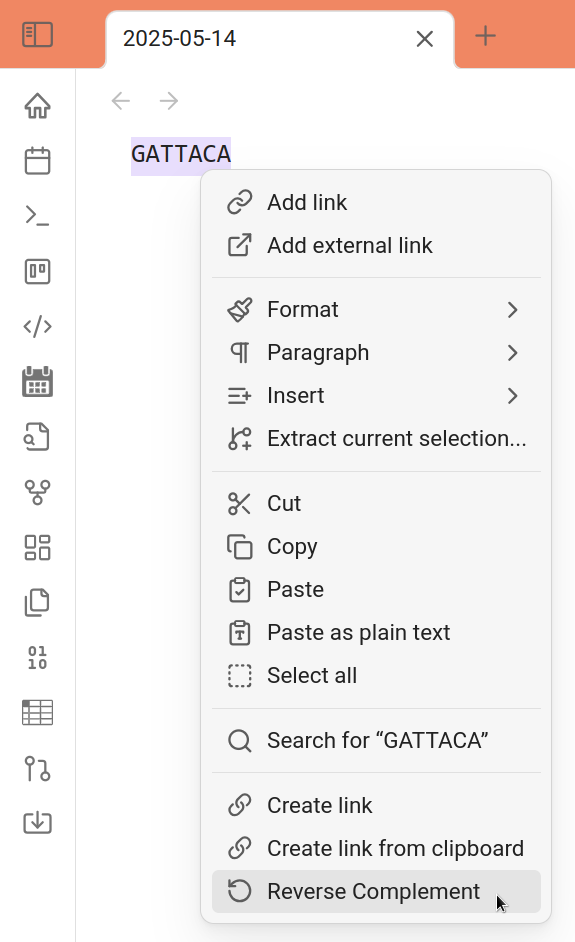 2025-05-14
GATTACA
Add link
Add external link
Format
Paragraph
Insert
Extract current selection...
Cut
Copy
Paste
Paste as plain text
Select all
Search for “GATTACA”
Create link
Create link from clipboard
Reverse Complement